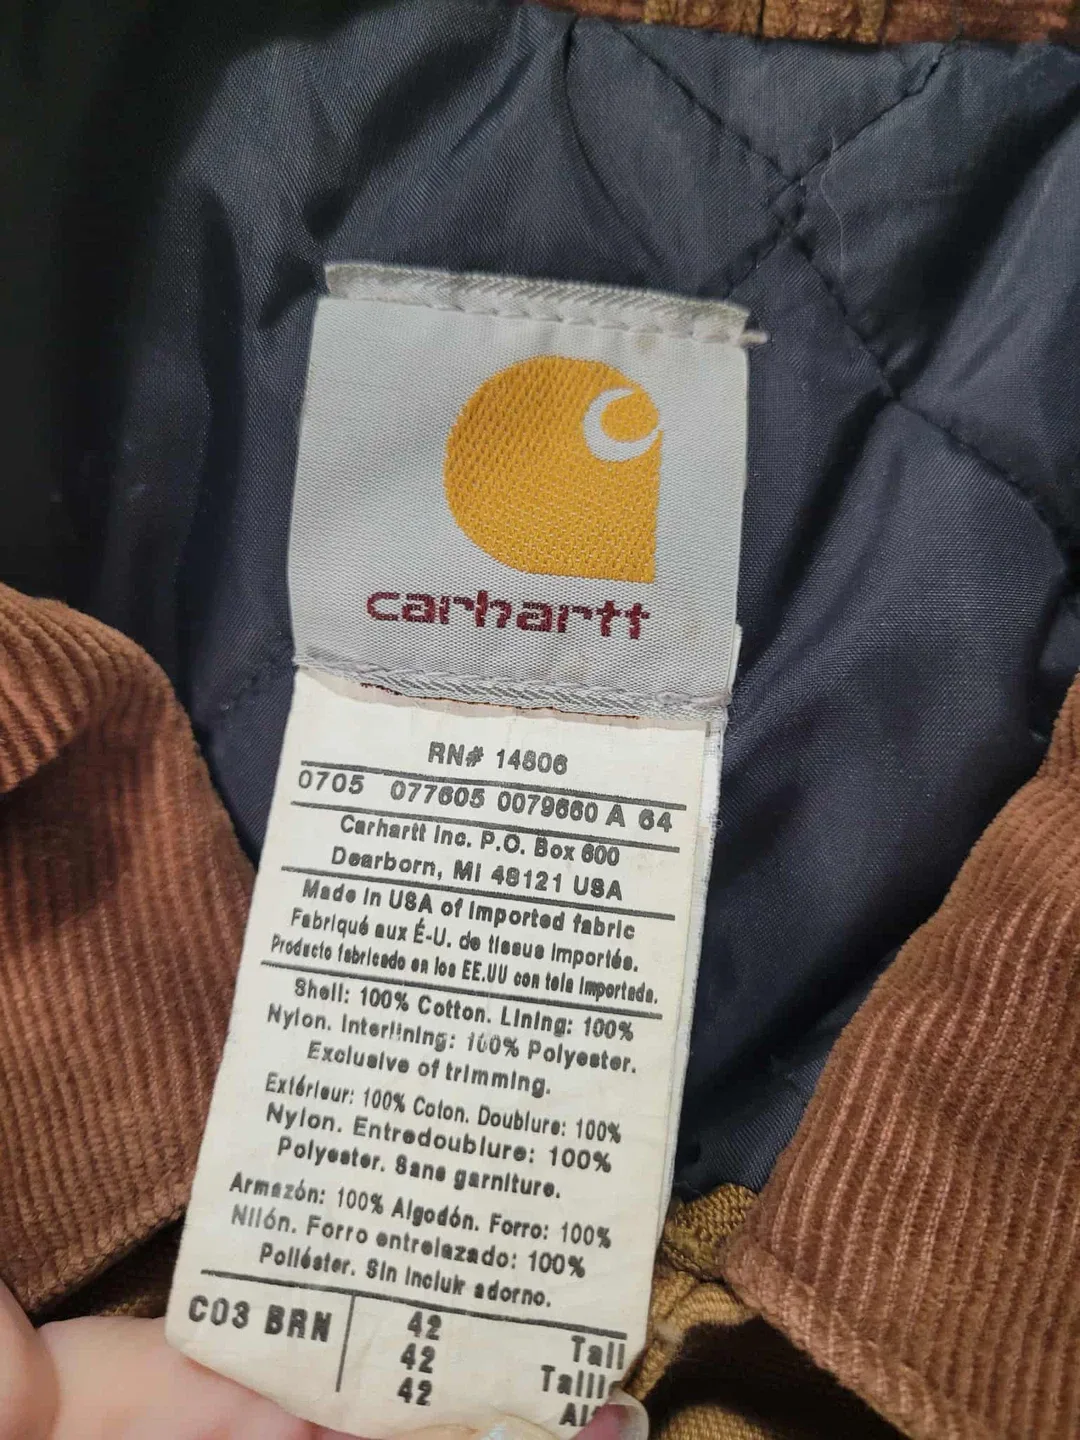 carhartt
RN# 14806
0705 077605 0079660 A 64
Carhartt Inc. P.O. Box 600
Dearborn, MI 48121 USA
Made in USA of imported fabric
Fabriqué aux É-U. de tissus importés.
Producto fabricado en los EE.UU con tela importada.
Shell: 100% Cotton. Lining: 100%
Nylon. Interlining: 100% Polyester.
Exclusive of trimming.
Extérieur: 100% Coton. Doublure: 100%
Nylon. Entredoublure: 100%
Polyester. Sans garniture.
Armazón: 100% Algodón. Forro: 100%
Nilón. Forro entrelazado: 100%
Poliéster. Sin incluir adorno.
C03 BRN 42 Tall
42
42